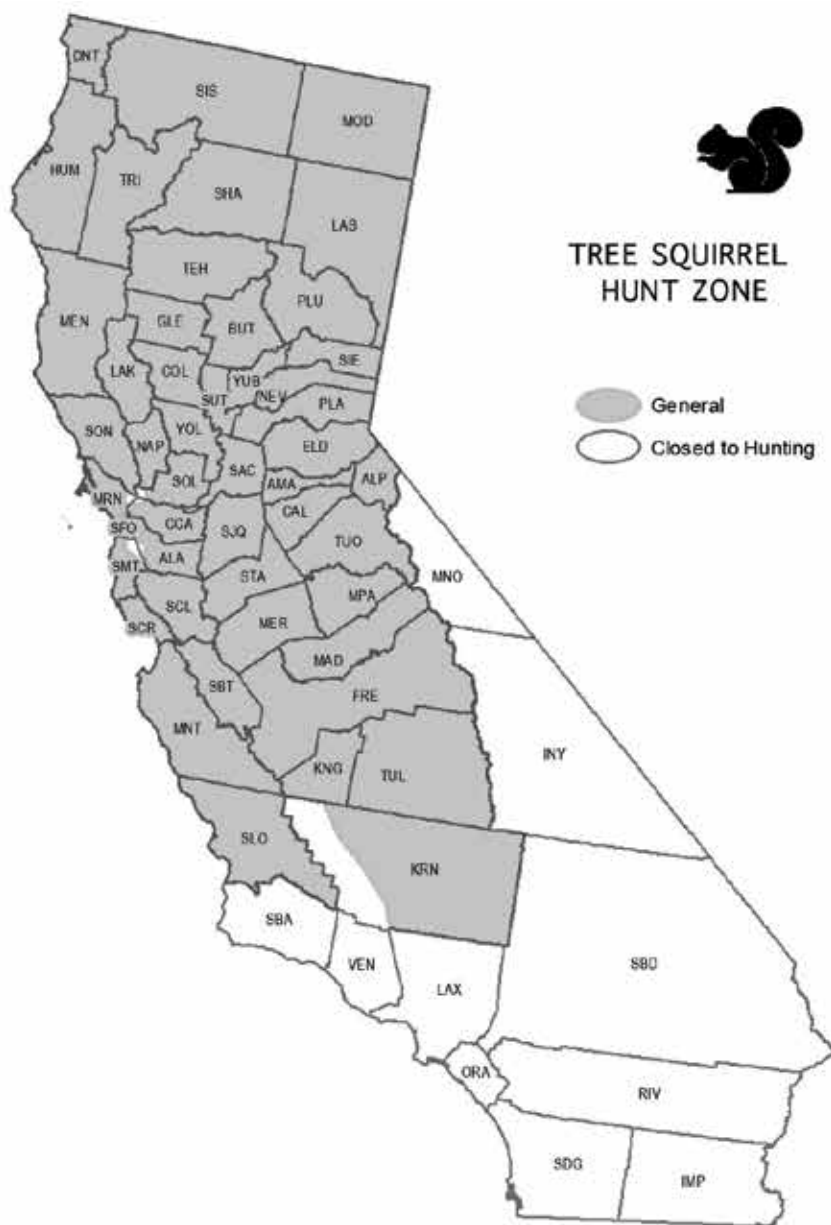 DNT
SIS
MOD
HUM
TRI
SHA
LAS
TREE SQUIRREL
HUNT ZONE
TEH
PLU
MEN
GLE
BUT
General
Closed to Hunting
LAK
COL
SUT
YUB
SIE
NEV
PLA
SON
NAP
YOL
ELD
SOL
SAC
AMA
ALP
MRN
CAL
SFO
CCA
SJQ
TUO
SMT
ALA
STA
MNO
SCL
MPA
SCR
MER
MAD
SBT
FRE
MNT
INY
KNG
TUL
SLO
KRN
SBA
VEN
LAX
SBD
ORA
RIV
SDG
IMP